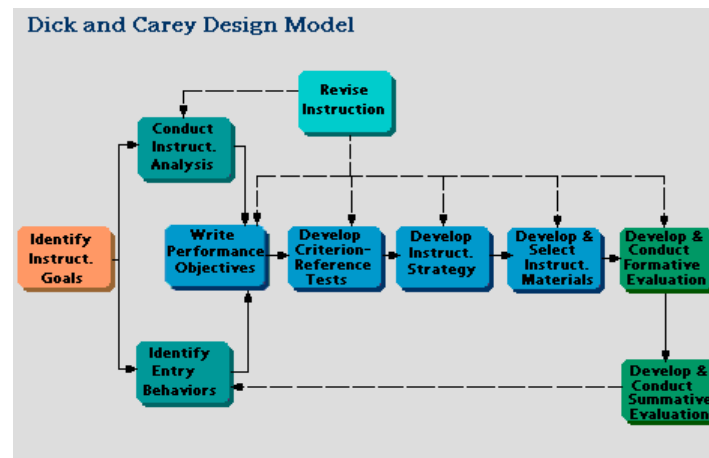 Dick and Carey Design Model
Revise
Instruction
Conduct
Instruct.
Analysis
Identify
Instruct.
Goals
Write
Performance
Objectives
Develop
Criterion-
Reference
Tests
Develop
Instruct.
Strategy
Develop &
Select
Instruct.
Materials
Develop &
Conduct
Formative
Evaluation
Identify
Entry
Behaviors
Develop &
Conduct
Summative
Evaluation